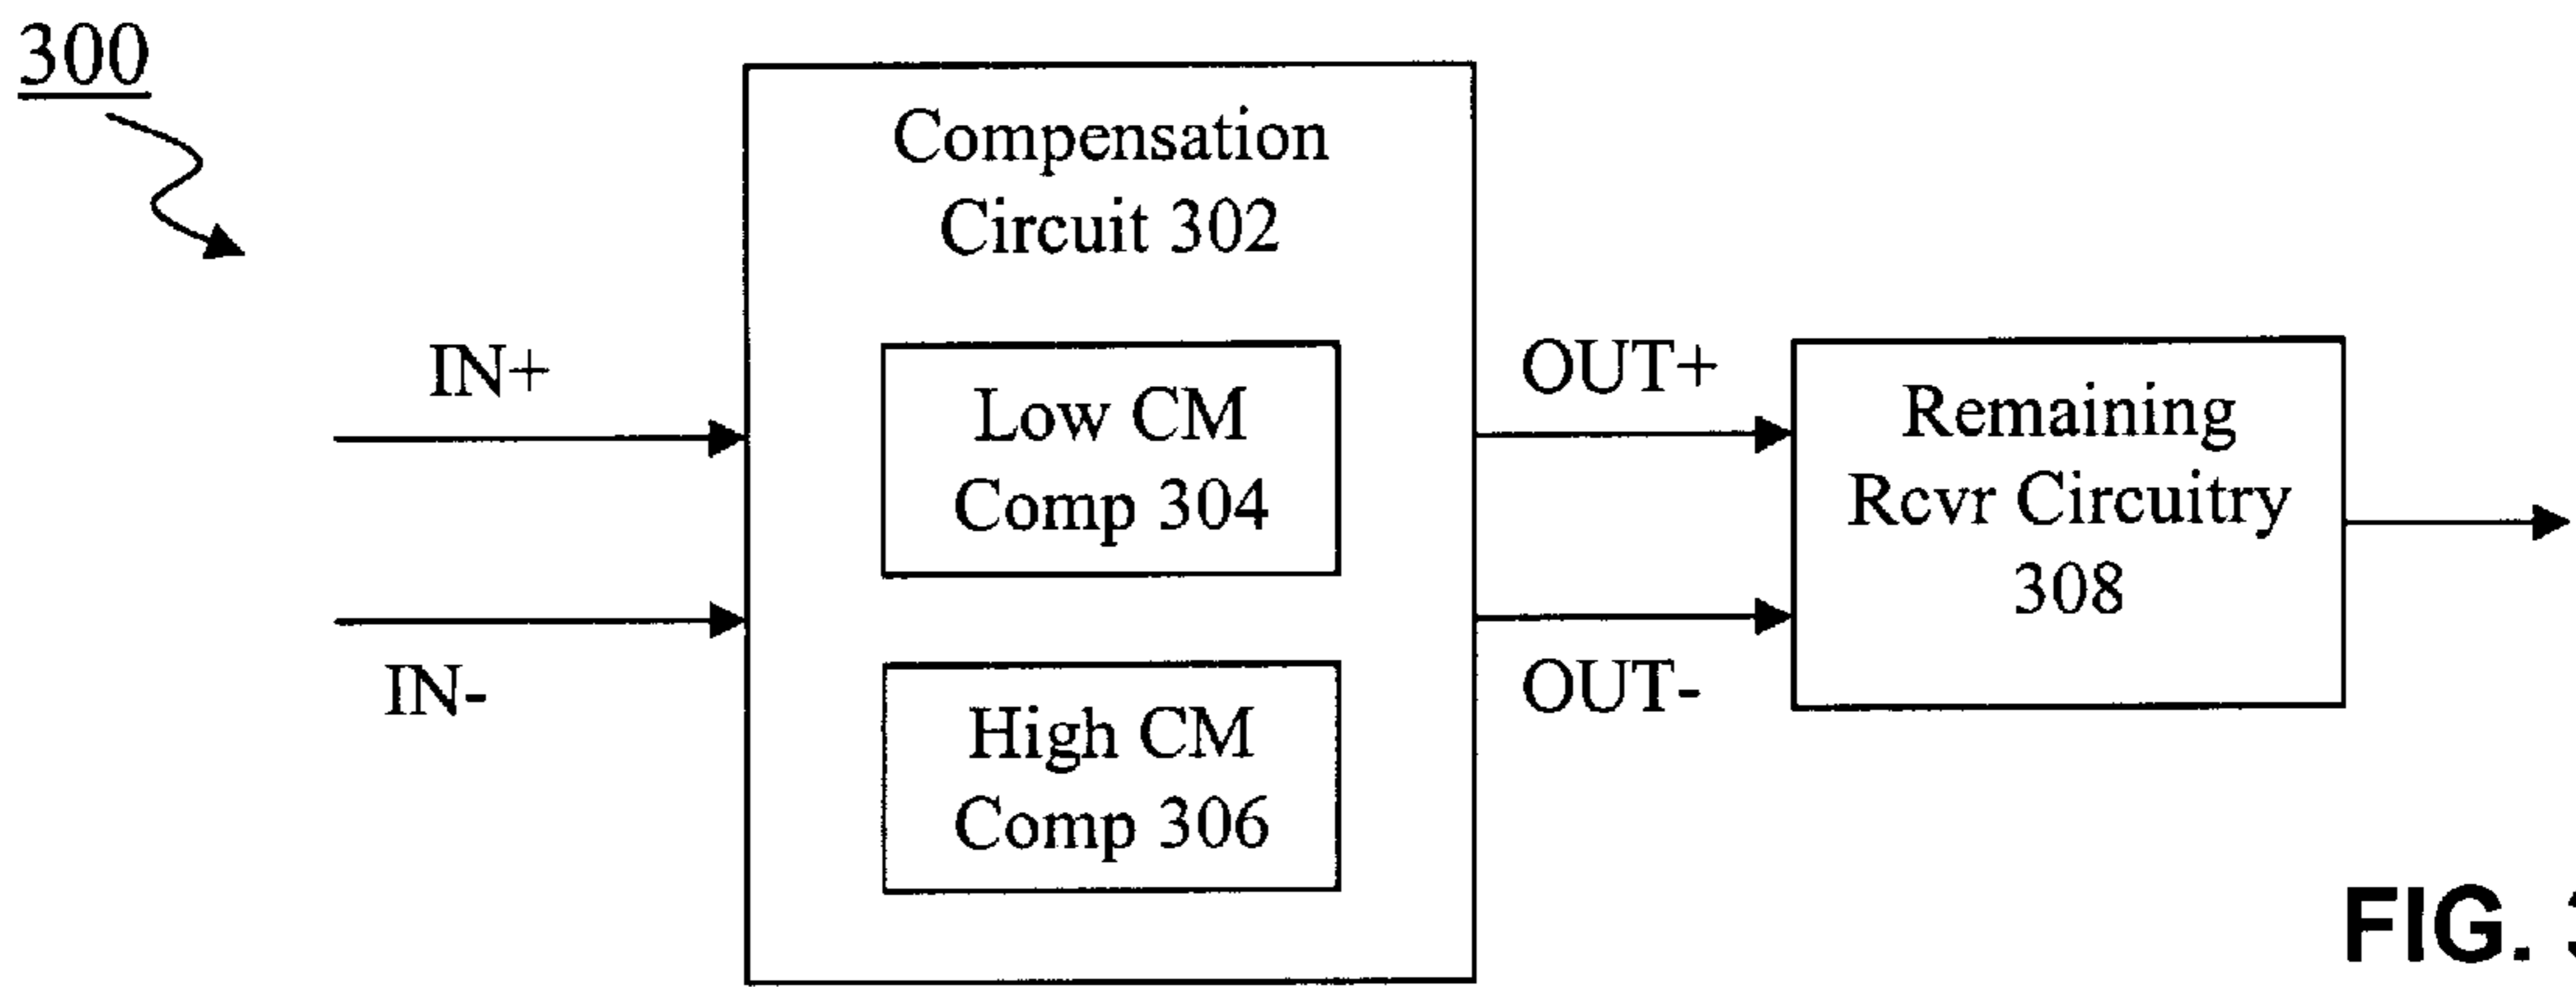 300
Compensation
Circuit 302
IN+
IN-
Low CM
Comp 304
High CM
Comp 306
OUT+
OUT-
Remaining
Rcvr Circuitry
308
FIG.